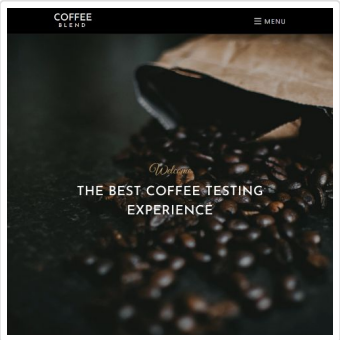 COFFEE
BLEND
MENU
Welcome
THE BEST COFFEE TESTING
EXPERIENCE